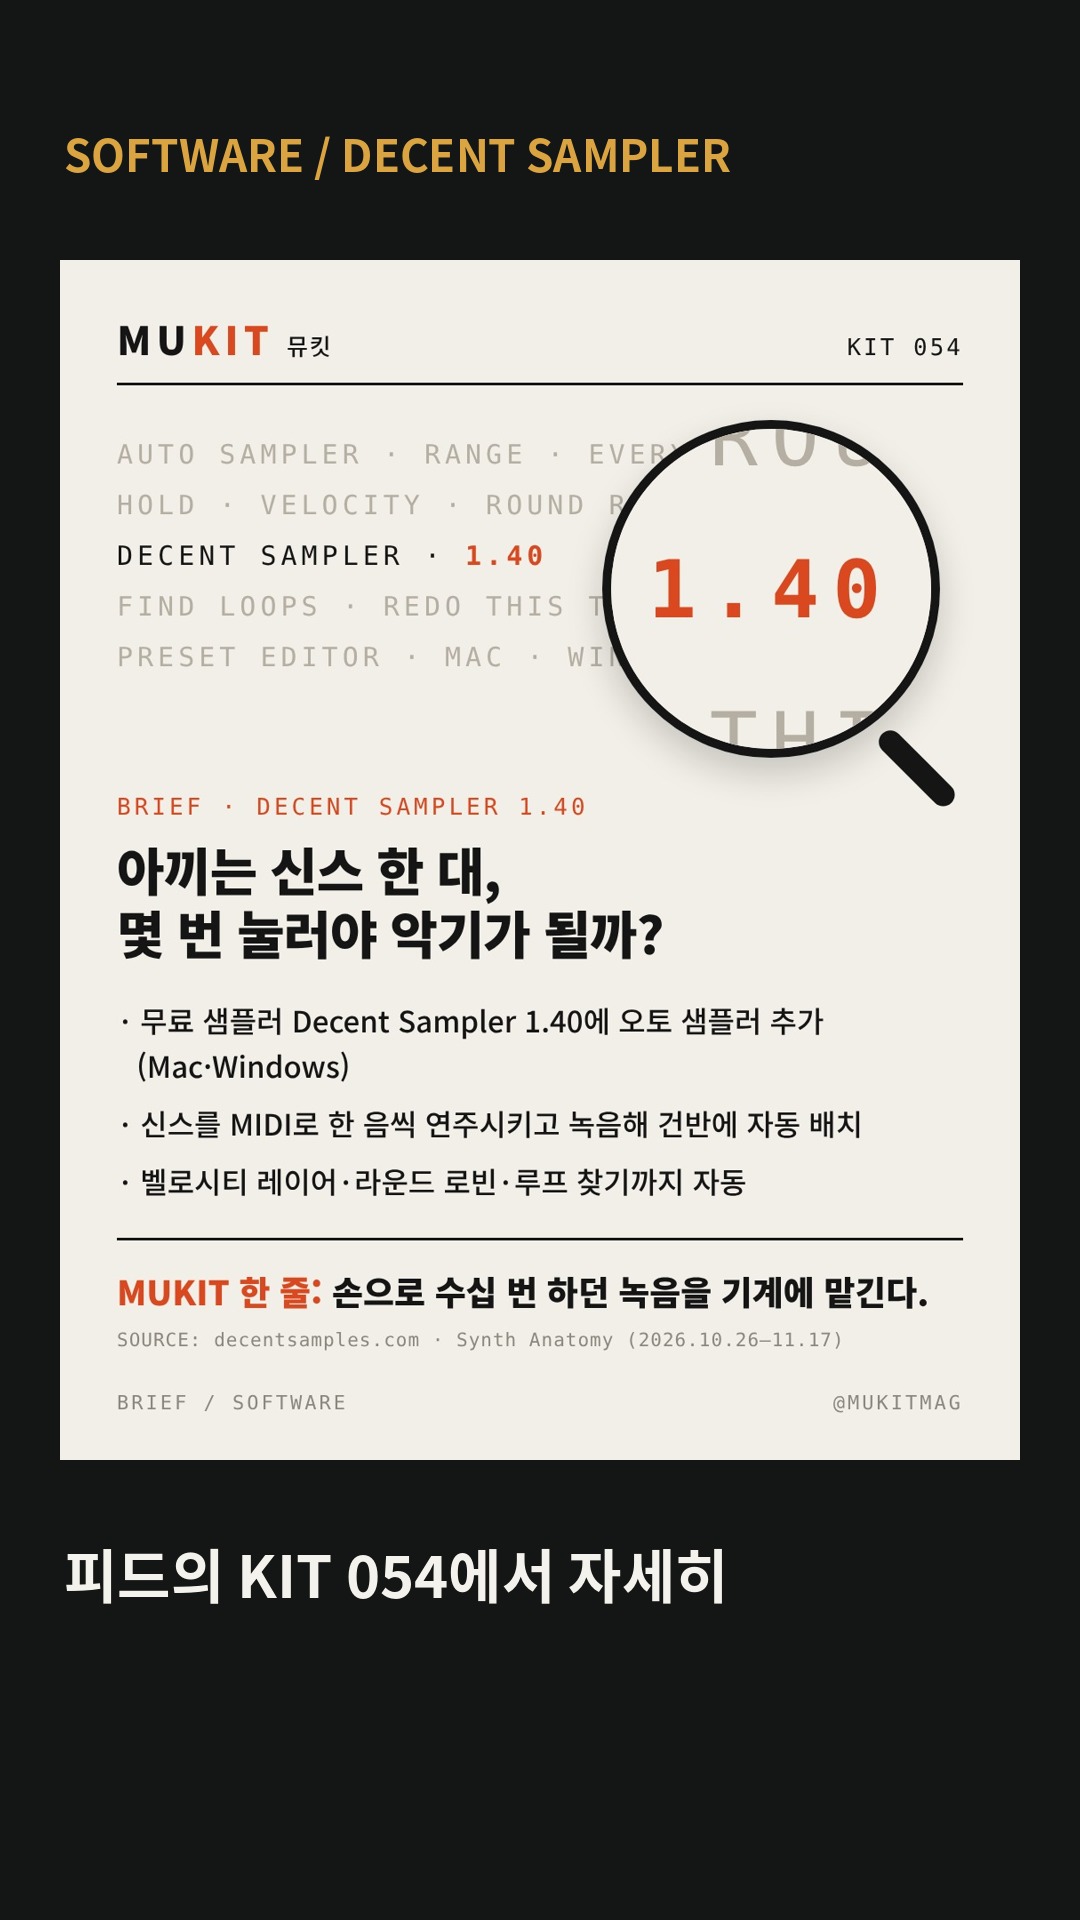 SOFTWARE / DECENT SAMPLER
MUKIT 뮤킷
KIT 054
AUTO SAMPLER · RANGE · EVERY
HOLD · VELOCITY · ROUND
DECENT SAMPLER · 1.40
FIND LOOPS · REDO THIS
PRESET EDITOR · MAC ·
1.40
BRIEF · DECENT SAMPLER 1.40
아끼는 신스 한 대,
몇 번 눌러야 악기가 될까?
· 무료 샘플러 Decent Sampler 1.40에 오토 샘플러 추가
(Mac·Windows)
· 신스를 MIDI로 한 음씩 연주시키고 녹음해 건반에 자동 배치
· 벨로시티 레이어·라운드 로빈·루프 찾기까지 자동
MUKIT 한 줄: 손으로 수십 번 하던 녹음을 기계에 맡긴다.
SOURCE: decentsamples.com · Synth Anatomy (2026.10.26–11.17)
BRIEF / SOFTWARE
@MUKITMAG
피드의 KIT 054에서 자세히